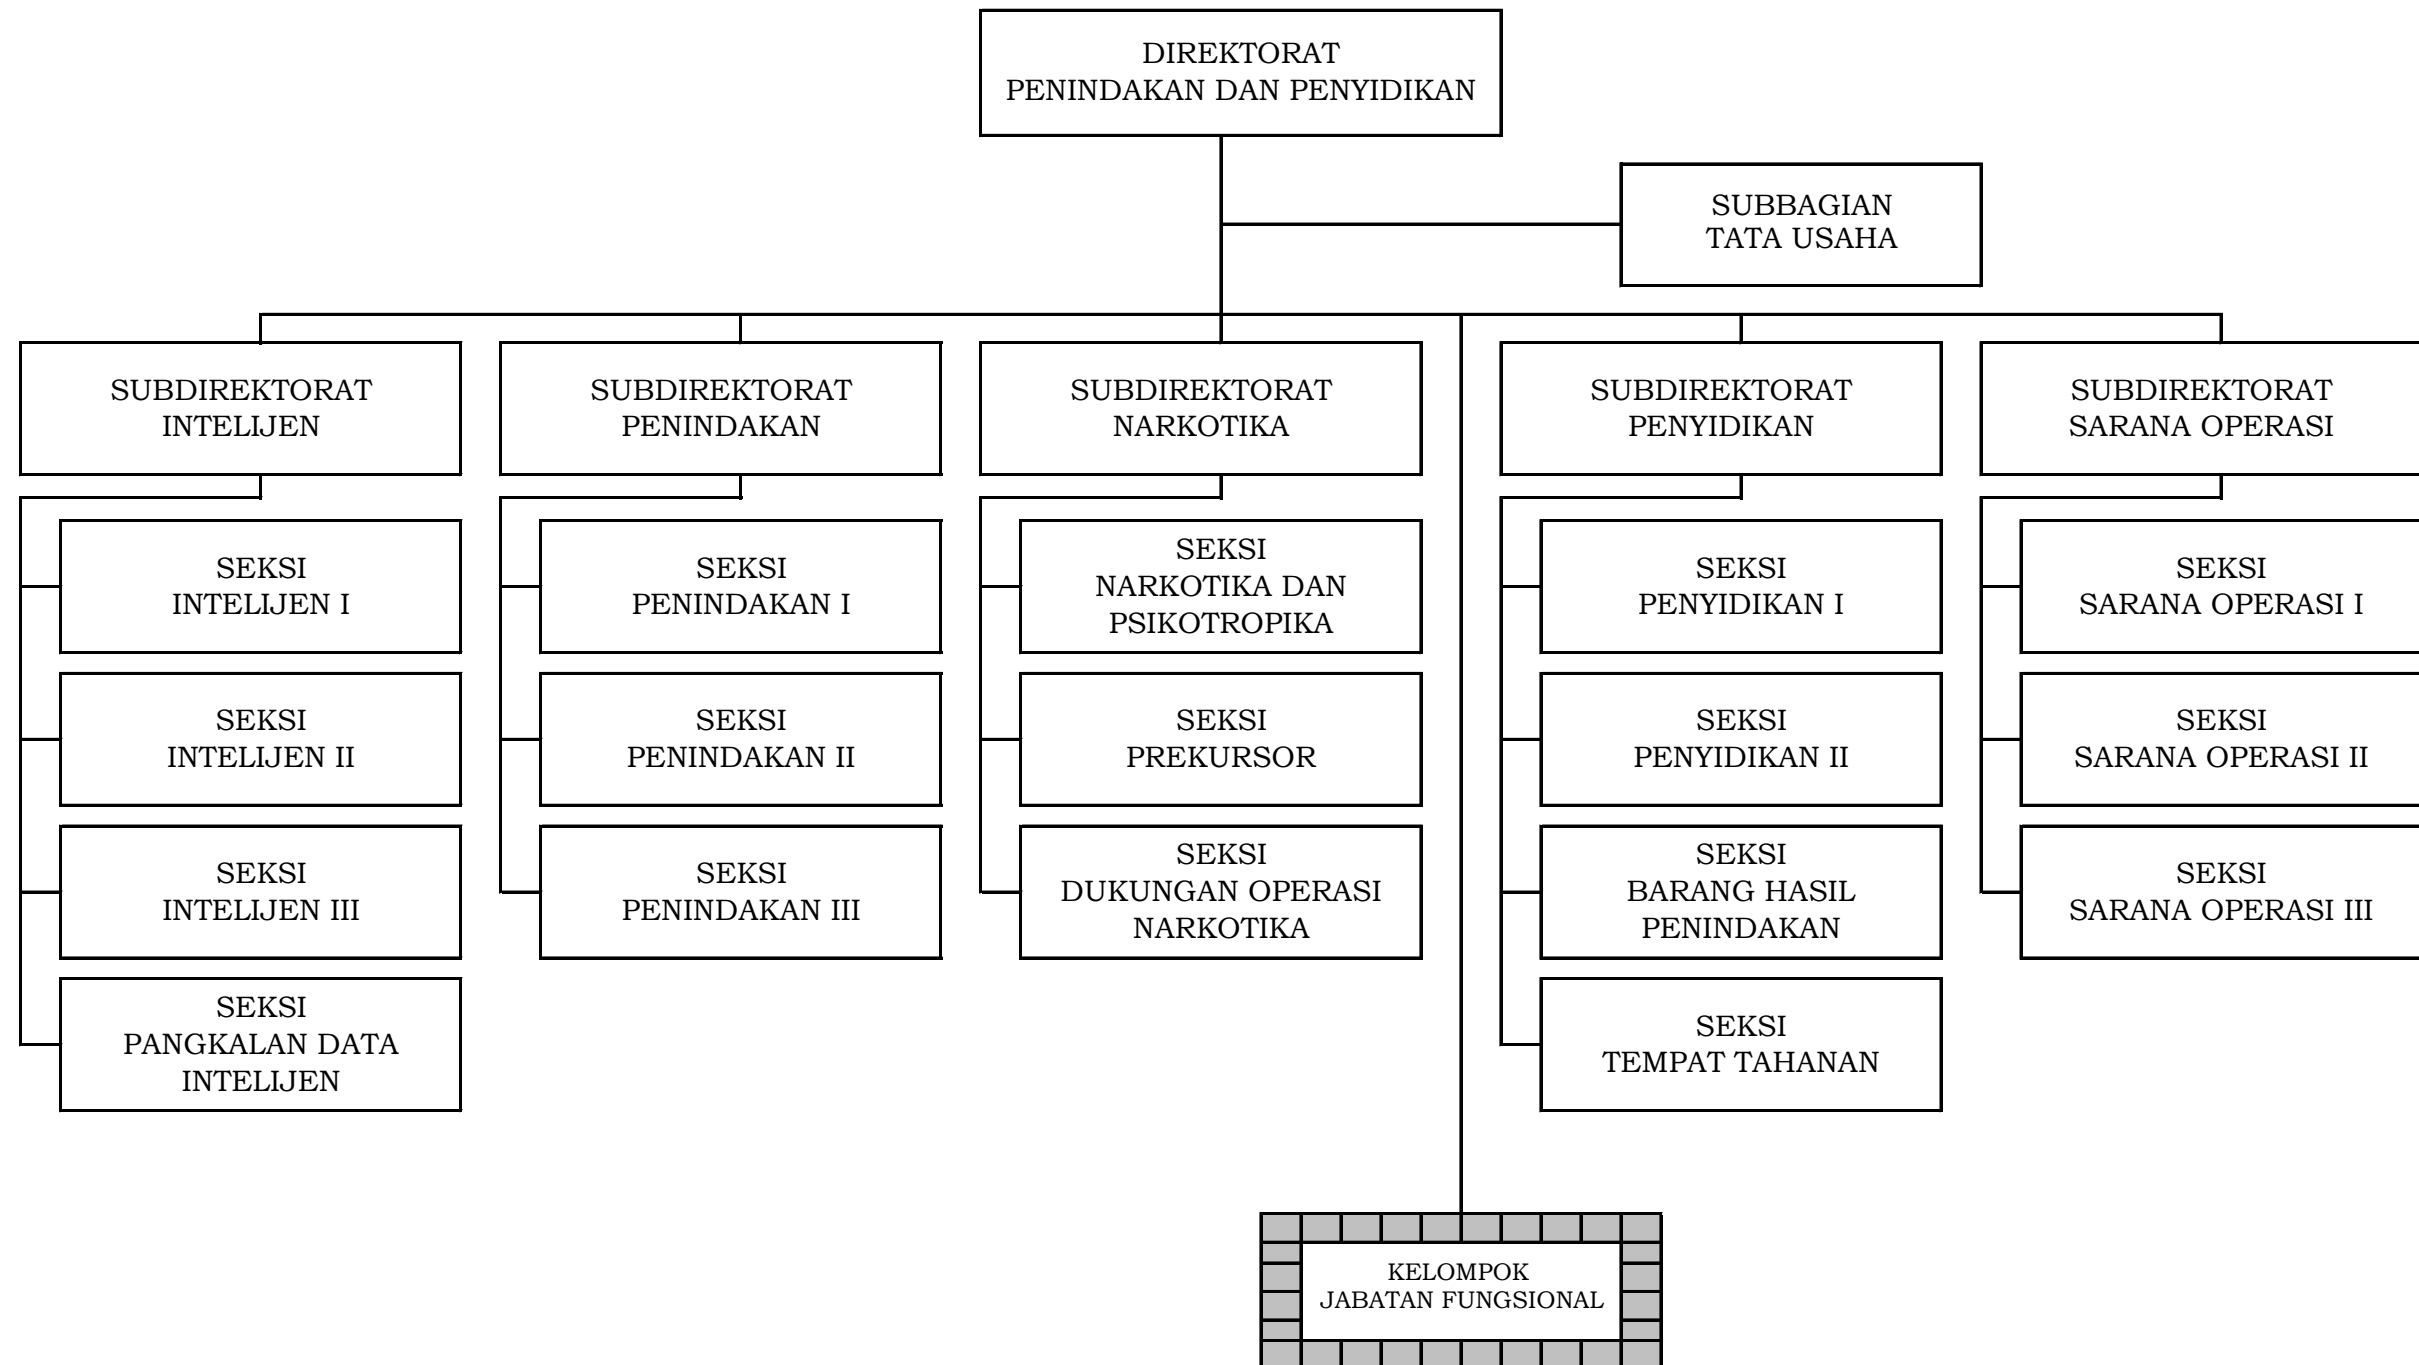 DIREKTORAT
PENINDAKAN DAN PENYIDIKAN
SUBBAGIAN
TATA USAHA
SUBDIREKTORAT
INTELIJEN
SUBDIREKTORAT
PENINDAKAN
SUBDIREKTORAT
NARKOTIKA
SUBDIREKTORAT
PENYIDIKAN
SUBDIREKTORAT
SARANA OPERASI
SEKSI
INTELIJEN I
SEKSI
PENINDAKAN I
SEKSI
NARKOTIKA DAN
PSIKOTROPIKA
SEKSI
PENYIDIKAN I
SEKSI
SARANA OPERASI I
SEKSI
INTELIJEN II
SEKSI
PENINDAKAN II
SEKSI
PREKURSOR
SEKSI
PENYIDIKAN II
SEKSI
SARANA OPERASI II
SEKSI
INTELIJEN III
SEKSI
PENINDAKAN III
SEKSI
DUKUNGAN OPERASI
NARKOTIKA
SEKSI
BARANG HASIL
PENINDAKAN
SEKSI
SARANA OPERASI III
SEKSI
PANGKALAN DATA
INTELIJEN
SEKSI
TEMPAT TAHANAN
KELOMPOK
JABATAN FUNGSIONAL